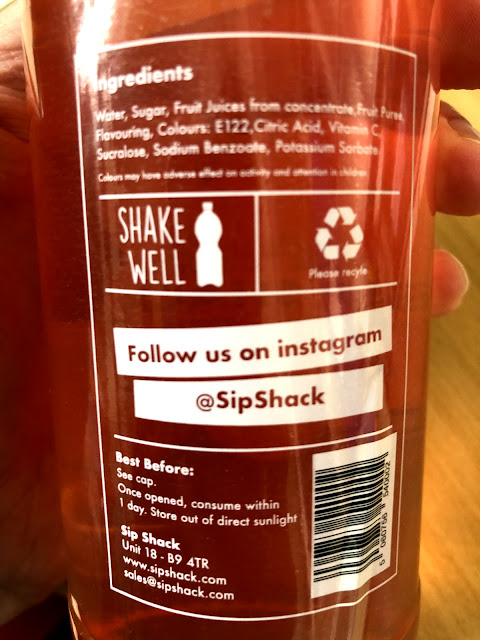 Ingredients
Water, Sugar, Fruit Juices from concentrate,Fruit Puree,
Flavouring, Colours: E122,Citric Acid, Vitamin C,
Sucralose, Sodium Benzoate, Potassium Sorbate.
Colours may have adverse effect on activity and attention in children
SHAKE
WELL
Please recyle
Follow us on instagram
@SipShack
Best Before:
See cap.
Once opened, consume within
1 day. Store out of direct sunlight
Sip Shack
Unit 18 - B9 4TR
www.sipshack.com
sales@sipshack.com
5 060756 540002